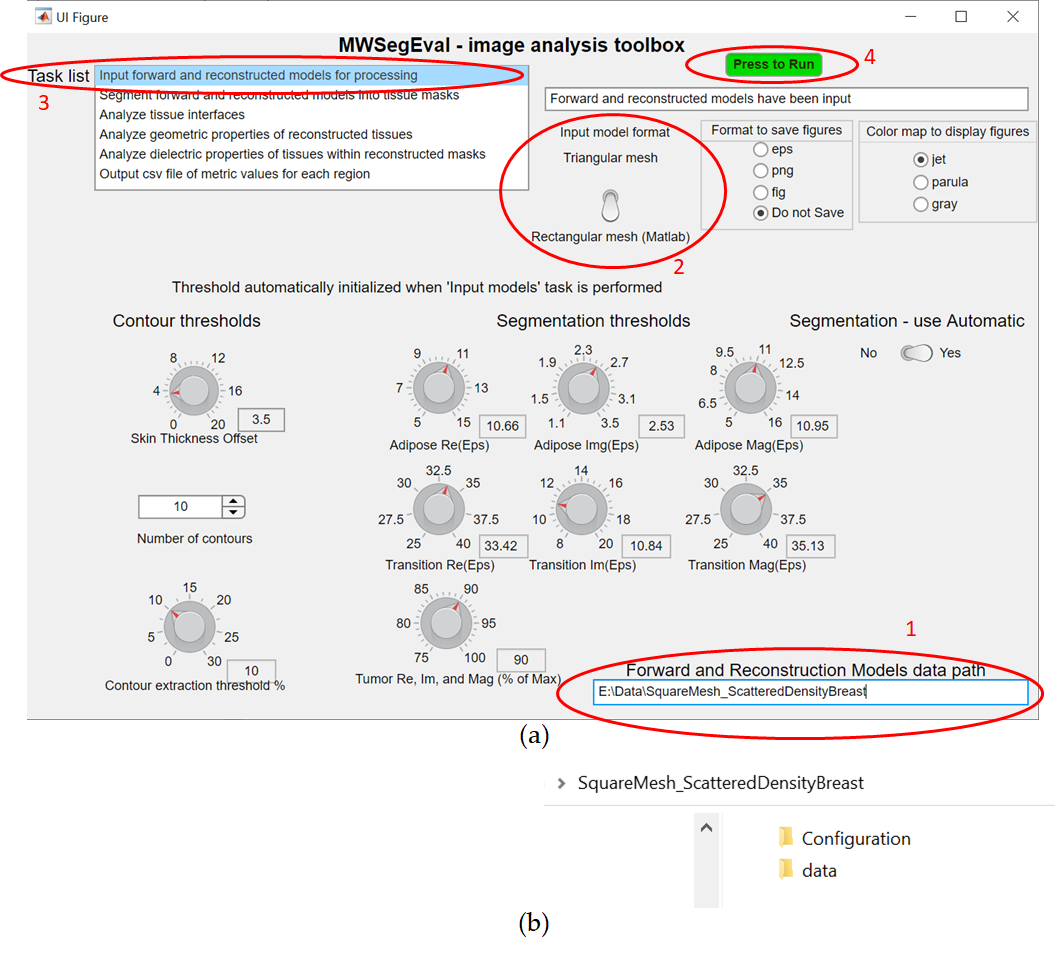 UI Figure
MWSegEval - image analysis toolbox
4
Press to Run
Task list
3
Input forward and reconstructed models for processing
Segment forward and reconstructed models into tissue masks
Analyze tissue interfaces
Analyze geometric properties of reconstructed tissues
Analyze dielectric properties of tissues within reconstructed masks
Output csv file of metric values for each region
Forward and reconstructed models have been input
Input model format
Triangular mesh
Rectangular mesh (Matlab)
2
Format to save figures
eps
png
fig
Do not Save
Color map to display figures
jet
parula
gray
Threshold automatically initialized when 'Input models' task is performed
Contour thresholds
Segmentation thresholds
Segmentation - use Automatic
No Yes
0 4 8 12 16 20
3.5
Skin Thickness Offset
5 7 9 11 13 15
10.66
Adipose Re(Eps)
1.1 1.5 1.9 2.3 2.7 3.1 3.5
2.53
Adipose Img(Eps)
5 6.5 8 9.5 11 12.5 14 16
10.95
Adipose Mag(Eps)
10
Number of contours
25 27.5 30 32.5 35 37.5 40
33.42
Transition Re(Eps)
8 10 12 14 16 18 20
10.84
Transition Im(Eps)
25 27.5 30 32.5 35 37.5 40
35.13
Transition Mag(Eps)
0 5 10 15 20 25 30
10
Contour extraction threshold %
75 80 85 90 95 100
90
Tumor Re, Im, and Mag (% of Max)
1
Forward and Reconstruction Models data path
E:\Data\SquareMesh_ScatteredDensityBreast
(a)
SquareMesh_ScatteredDensityBreast
Configuration
data
(b)